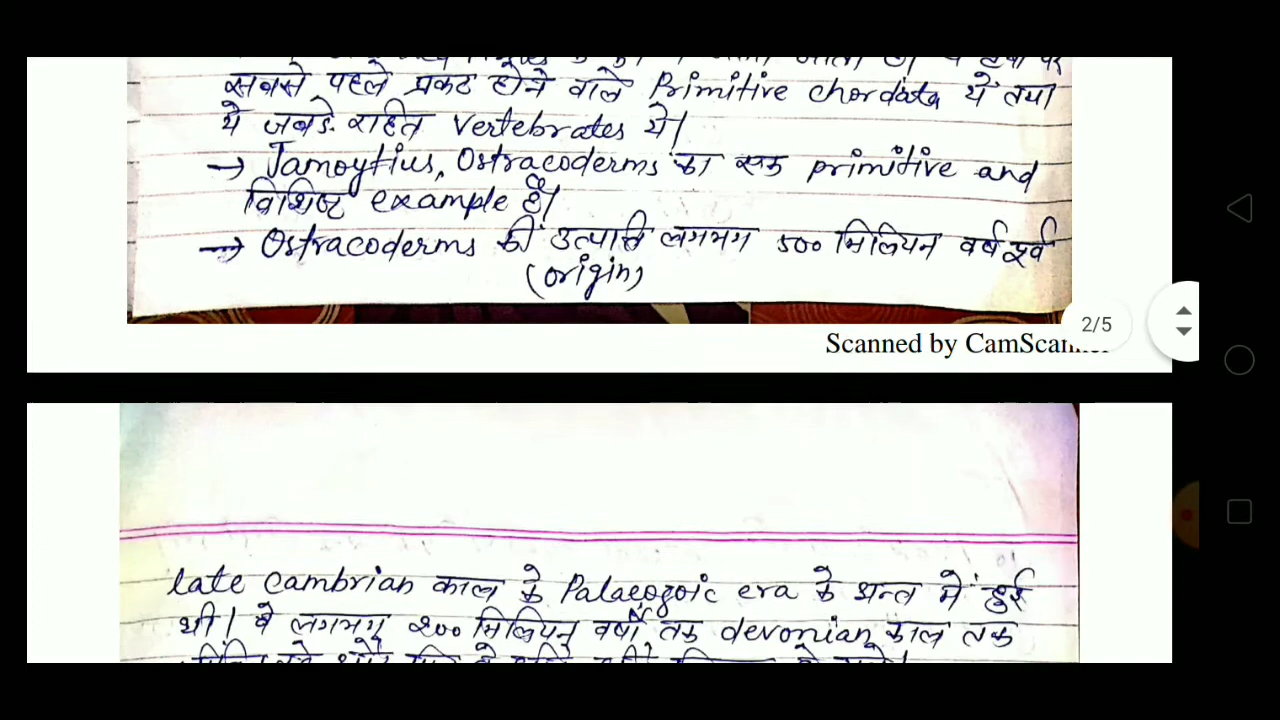 सबसे पहले प्रकट होने वाले Primitive chordata थे तथा
ये जबड़े रहित vertebrates थे।
→ Jamoytius, Ostracoderms का एक primitive and
विशिष्ट example है।
→ Ostracoderms की उत्पत्ति लगभग 500 मिलियन वर्ष पूर्व
(origin)
2/5
Scanned by CamScanner
late cambrian काल के Palaeozoic era के अन्त में हुई
थी। वे लगभग 200 मिलियन वर्षों तक devonian काल तक